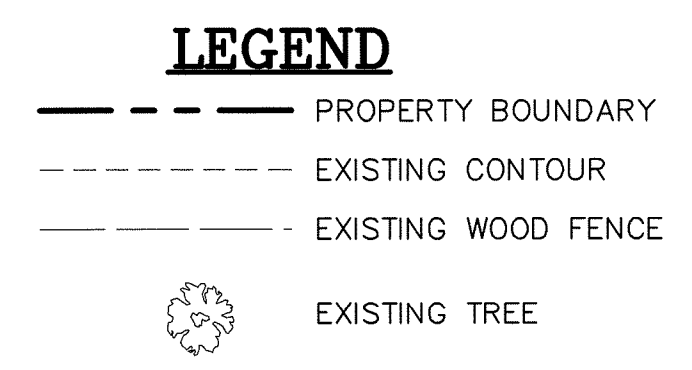 LEGEND
PROPERTY BOUNDARY
EXISTING CONTOUR
EXISTING WOOD FENCE
EXISTING TREE